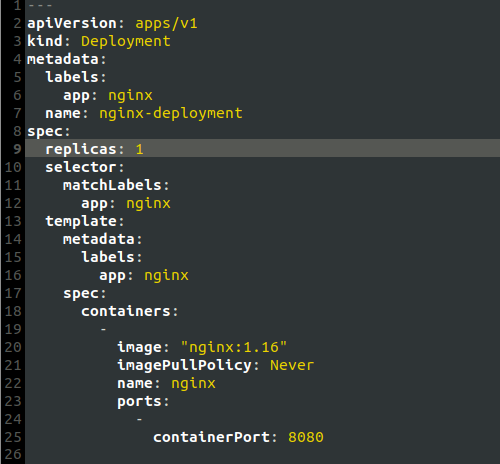 1 ---
2 apiVersion: apps/v1
3 kind: Deployment
4 metadata:
5   labels:
6     app: nginx
7   name: nginx-deployment
8 spec:
9   replicas: 1
10   selector:
11     matchLabels:
12       app: nginx
13   template:
14     metadata:
15       labels:
16         app: nginx
17     spec:
18       containers:
19         -
20           image: "nginx:1.16"
21           imagePullPolicy: Never
22           name: nginx
23           ports:
24             -
25               containerPort: 8080
26